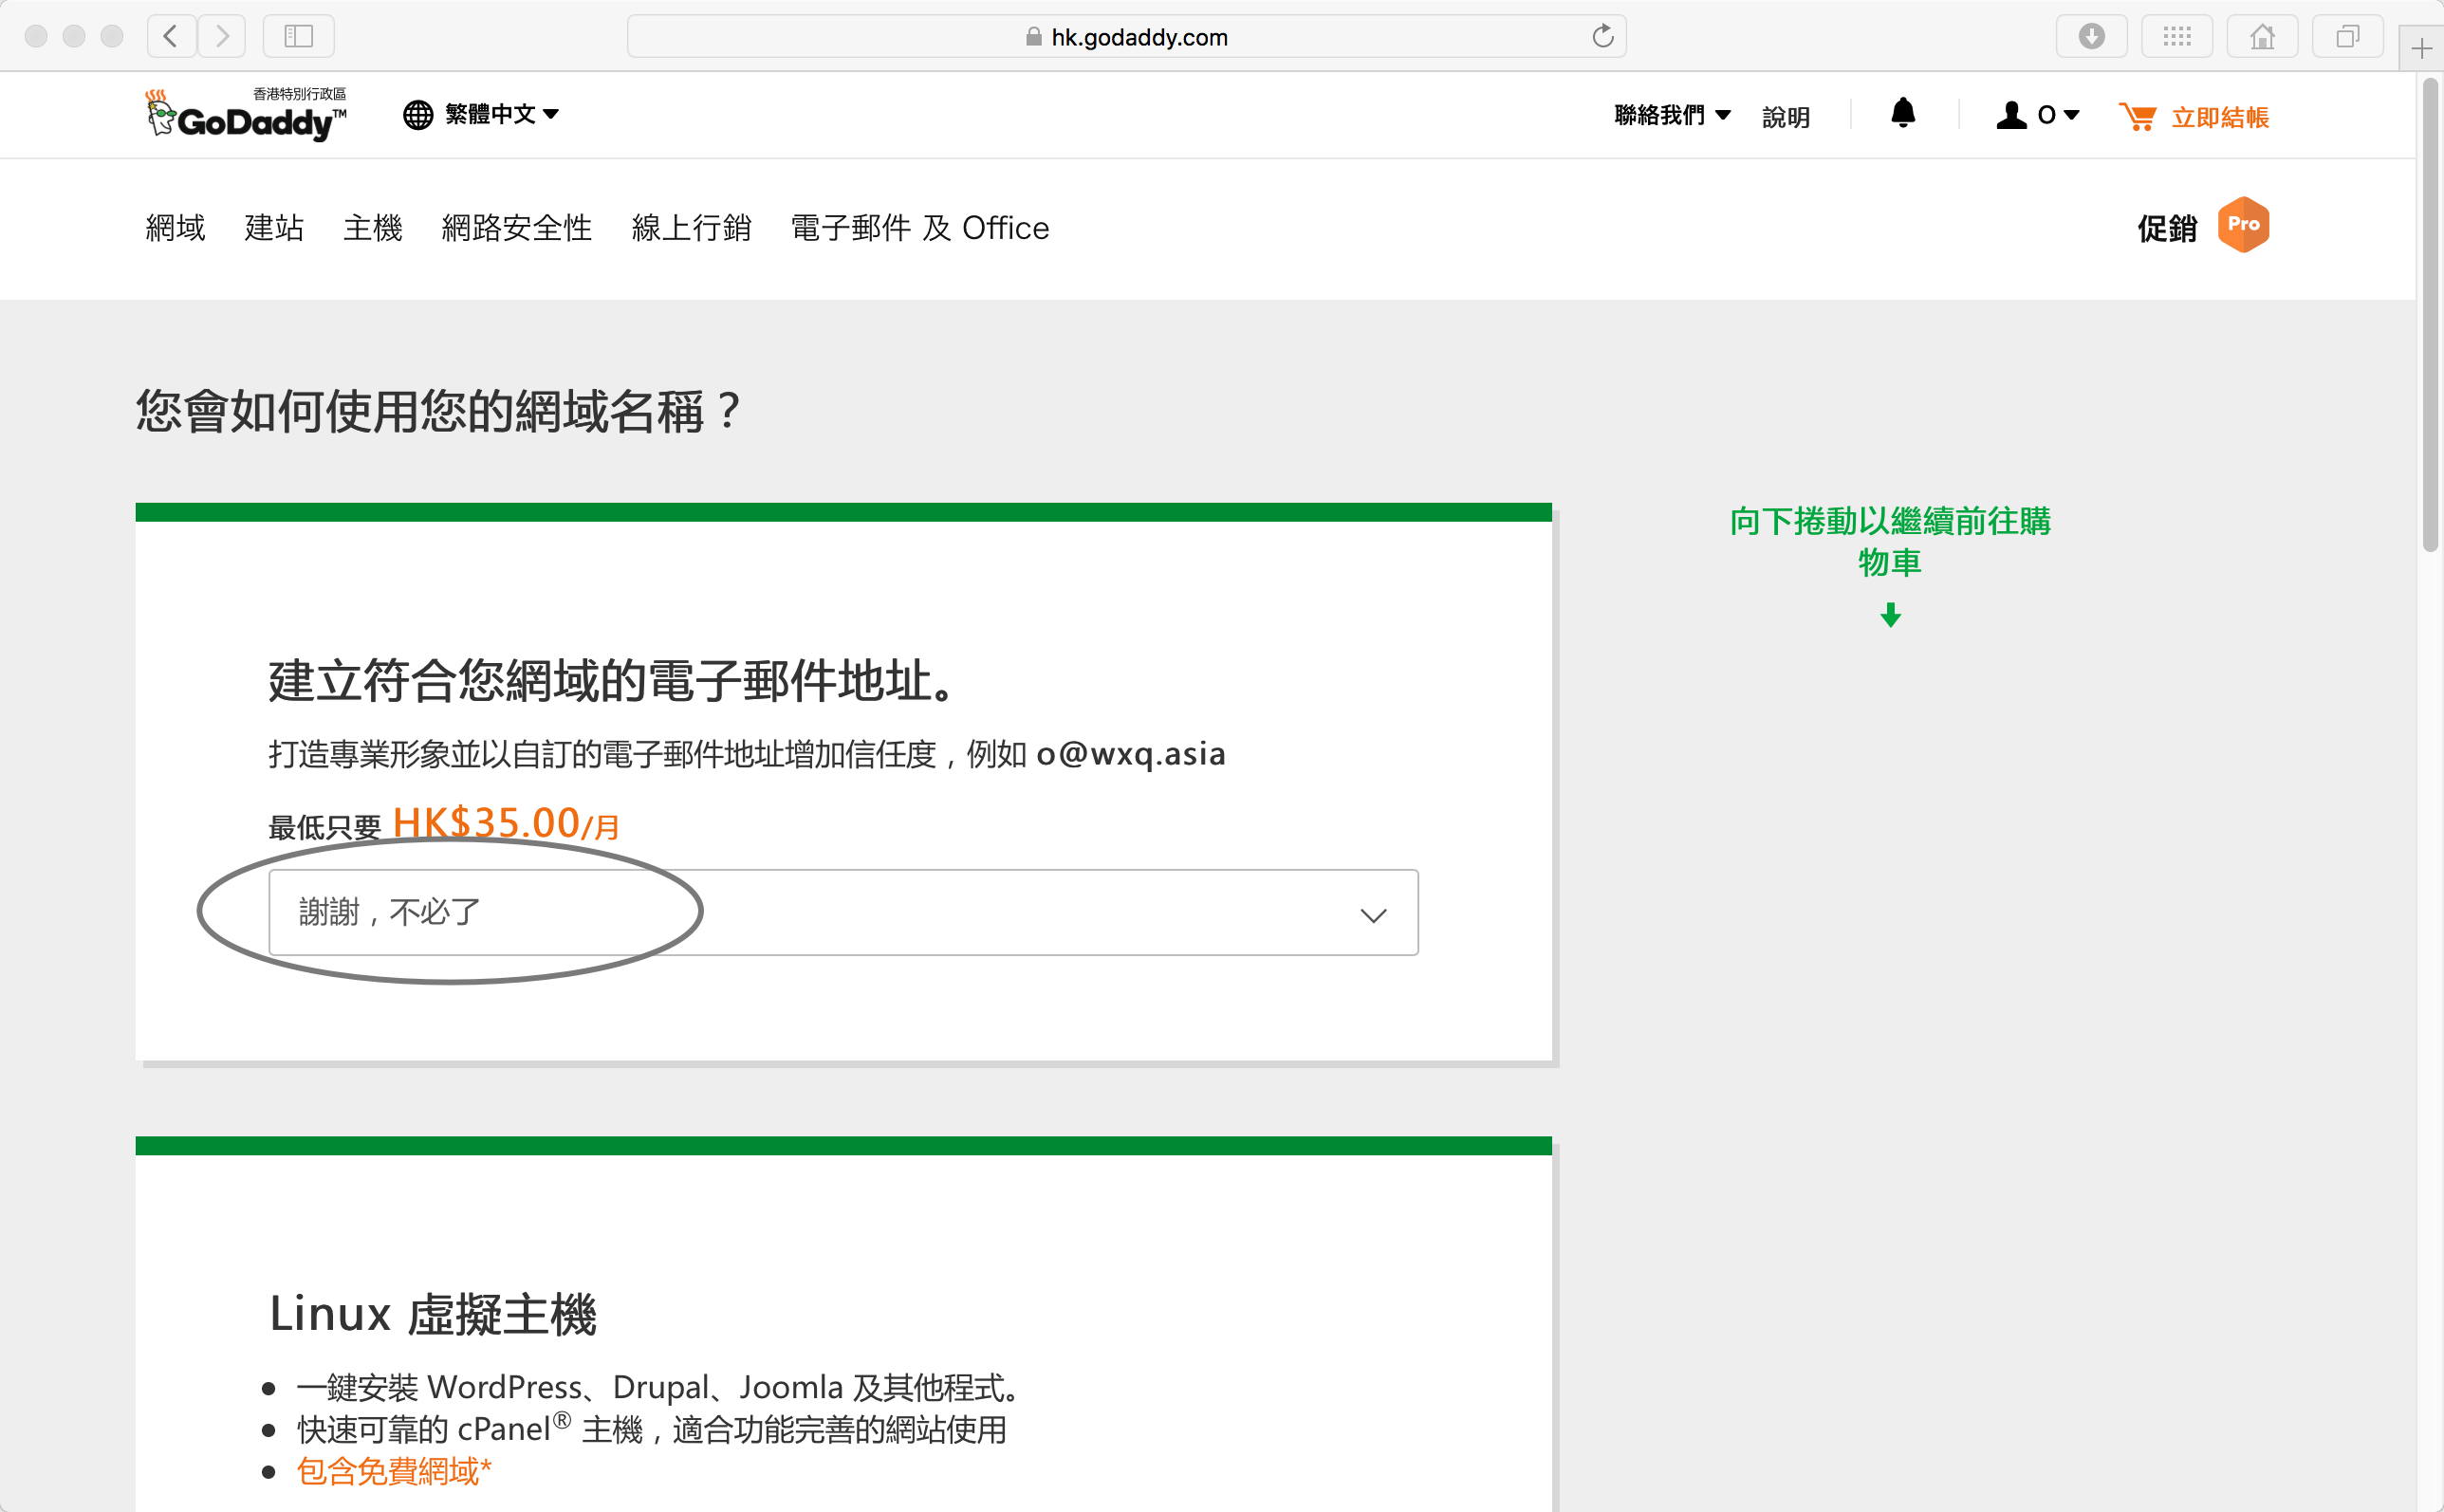 hk.godaddy.com
香港特別行政區
GoDaddy™
繁體中文
聯絡我們
說明
O
立即結帳
網域
建站
主機
網路安全性
線上行銷
電子郵件 及 Office
促銷
Pro
您會如何使用您的網域名稱？
向下捲動以繼續前往購
物車
建立符合您網域的電子郵件地址。
打造專業形象並以自訂的電子郵件地址增加信任度，例如 o@wxq.asia
最低只要 HK$35.00/月
謝謝，不必了
Linux 虛擬主機
一鍵安裝 WordPress、Drupal、Joomla 及其他程式。
快速可靠的 cPanel® 主機，適合功能完善的網站使用
包含免費網域*